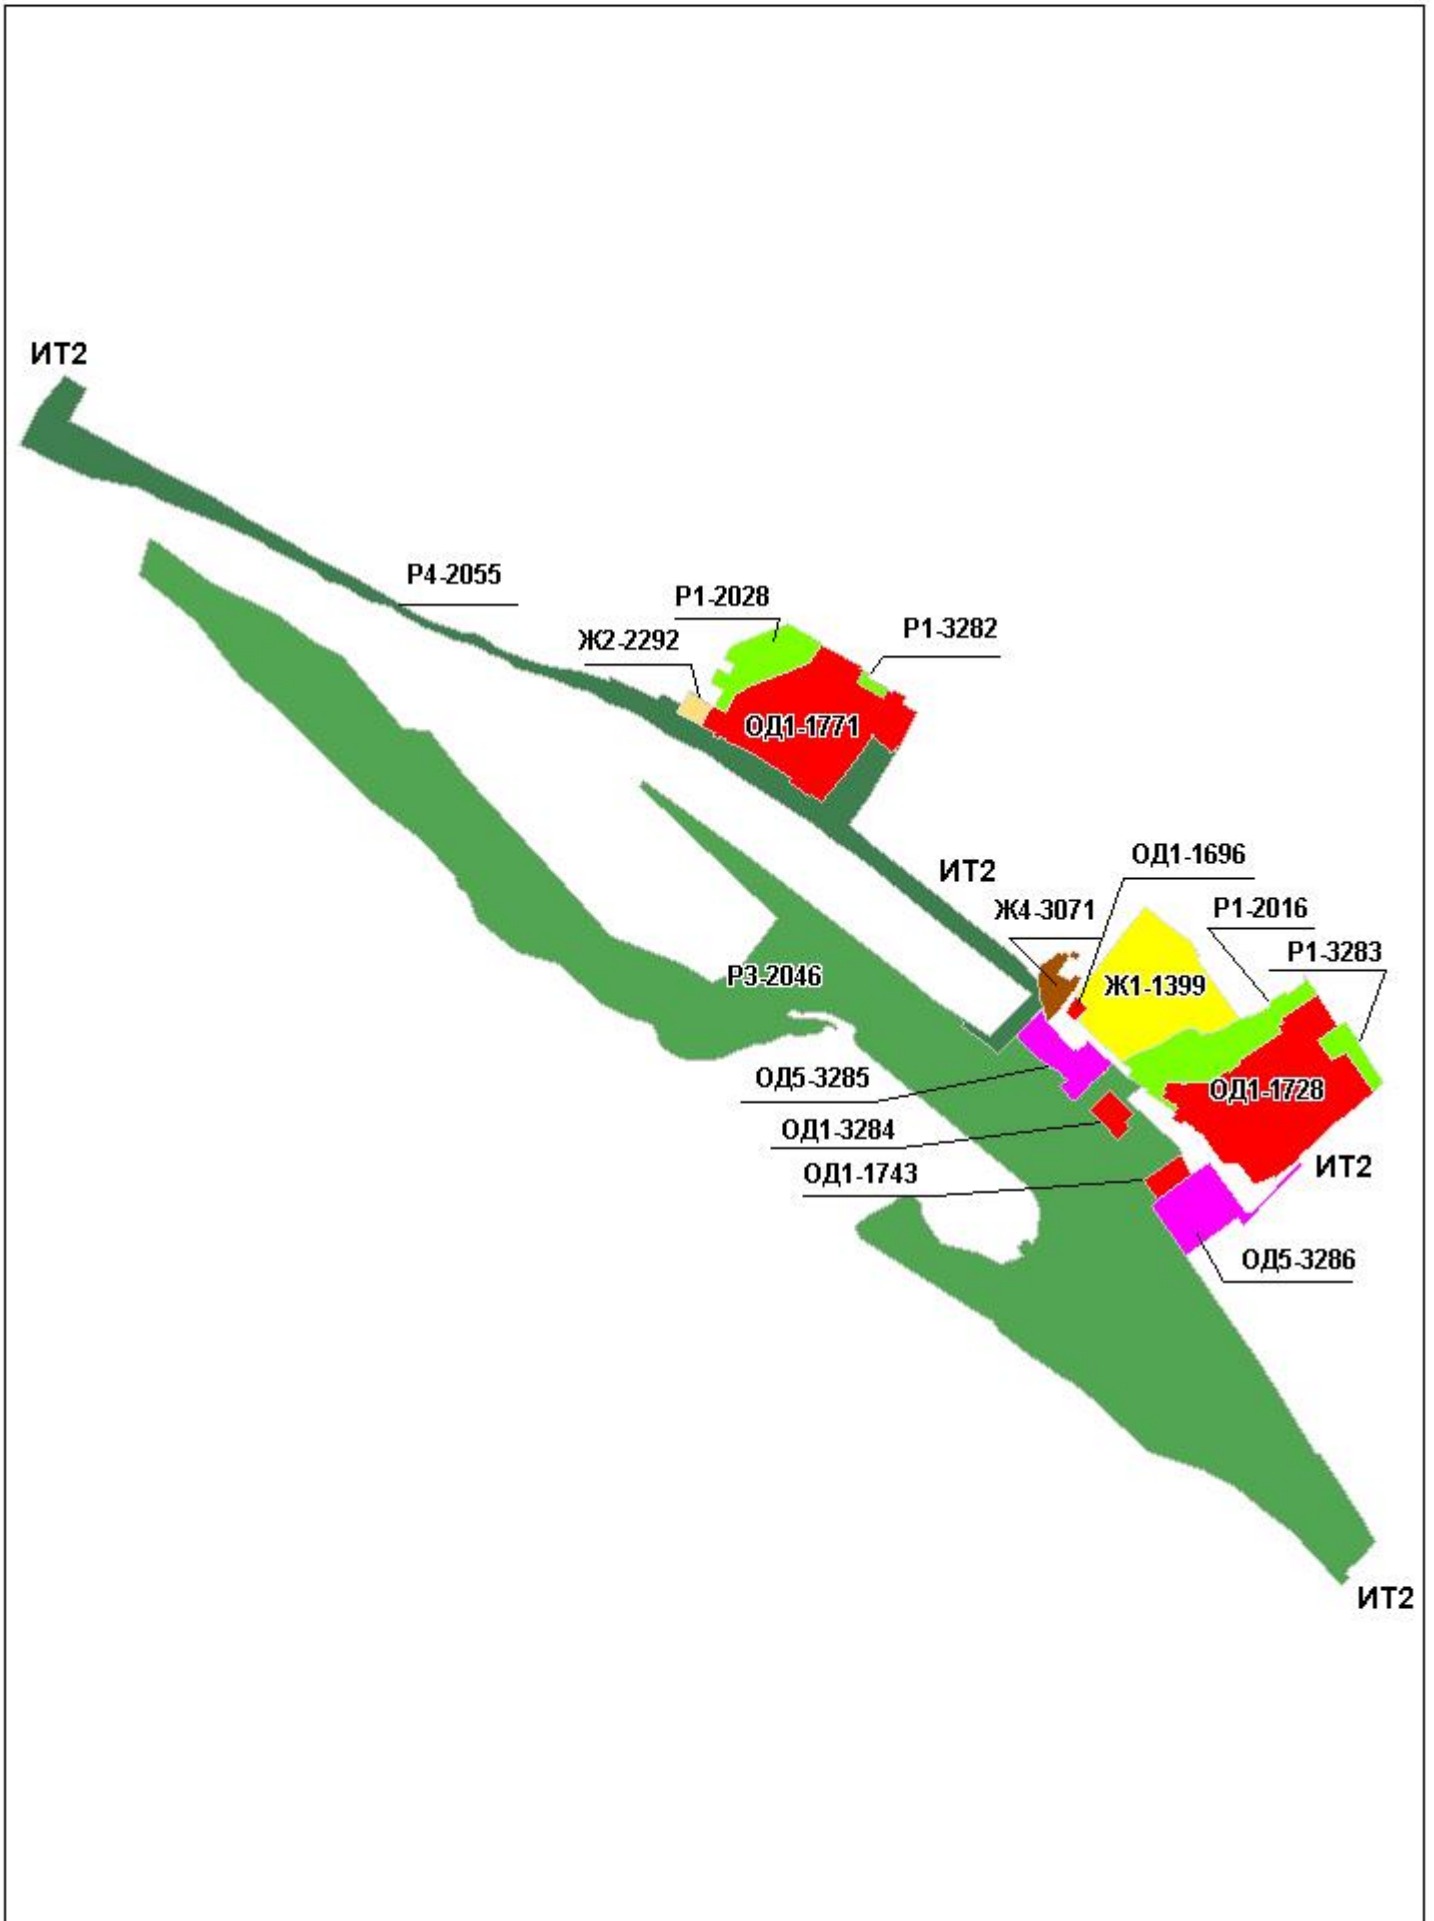 ИТ2
Р4-2055
Р1-2028
Р1-3282
Ж2-2292
ОД1-1771
ОД1-1696
ИТ2
Ж4-3071
Р1-2016
Р1-3283
Р3-2046
Ж1-1399
ОД5-3285
ОД1-1728
ОД1-3284
ОД1-1743
ИТ2
ОД5-3286
ИТ2